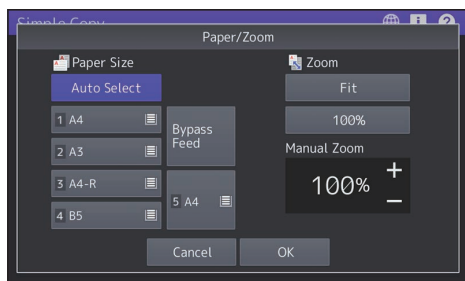 Simple Copy
Paper/Zoom
Paper Size
Auto Select
1 A4
2 A3
3 A4-R
4 B5
Bypass
Feed
5 A4
Zoom
Fit
100%
Manual Zoom
100%
+
−
Cancel
OK